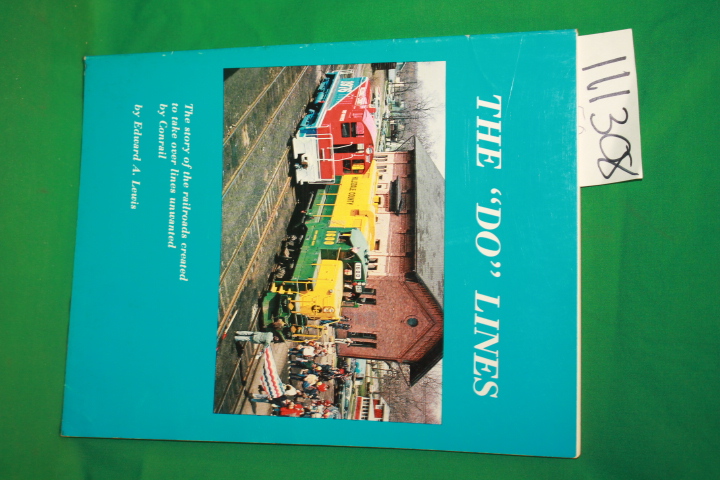 THE "DO" LINES
The story of the railroads created
to take over lines unwanted
by Conrail
by Edward A. Lewis
111308